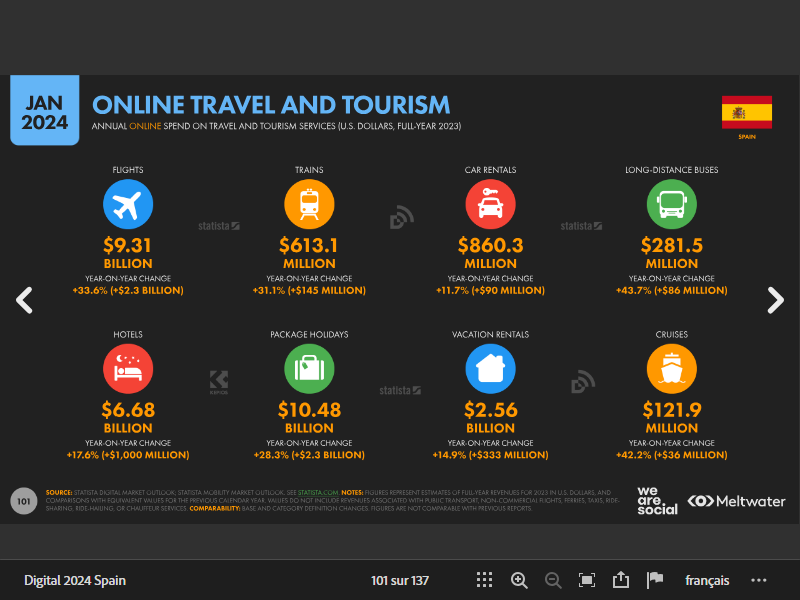 JAN
2024
ONLINE TRAVEL AND TOURISM
ANNUAL ONLINE SPEND ON TRAVEL AND TOURISM SERVICES (U.S. DOLLARS, FULL-YEAR 2023)
SPAIN
FLIGHTS
$9.31
BILLION
YEAR-ON-YEAR CHANGE
+33.6% (+$2.3 BILLION)
TRAINS
$613.1
MILLION
YEAR-ON-YEAR CHANGE
+31.1% (+$145 MILLION)
CAR RENTALS
$860.3
MILLION
YEAR-ON-YEAR CHANGE
+11.7% (+$90 MILLION)
LONG-DISTANCE BUSES
$281.5
MILLION
YEAR-ON-YEAR CHANGE
+43.7% (+$86 MILLION)
statista
statista
HOTELS
$6.68
BILLION
YEAR-ON-YEAR CHANGE
+17.6% (+$1,000 MILLION)
PACKAGE HOLIDAYS
$10.48
BILLION
YEAR-ON-YEAR CHANGE
+28.3% (+$2.3 BILLION)
VACATION RENTALS
$2.56
BILLION
YEAR-ON-YEAR CHANGE
+14.9% (+$333 MILLION)
CRUISES
$121.9
MILLION
YEAR-ON-YEAR CHANGE
+42.2% (+$36 MILLION)
KEPIOS
statista
101
SOURCE: STATISTA DIGITAL MARKET OUTLOOK; STATISTA MOBILITY MARKET OUTLOOK. SEE STATISTA.COM. NOTES: FIGURES REPRESENT ESTIMATES OF FULL-YEAR REVENUES FOR 2023 IN U.S. DOLLARS, AND
COMPARISONS WITH EQUIVALENT VALUES FOR THE PREVIOUS CALENDAR YEAR. VALUES DO NOT INCLUDE REVENUES ASSOCIATED WITH PUBLIC TRANSPORT, NON-COMMERCIAL FLIGHTS, FERRIES, TAXIS, RIDE-
SHARING, RIDE-HAILING, OR CHAUFFEUR SERVICES. COMPARABILITY: BASE AND CATEGORY DEFINITION CHANGES. FIGURES ARE NOT COMPARABLE WITH PREVIOUS REPORTS.
we
are.
social
Meltwater
Digital 2024 Spain
101 sur 137
français